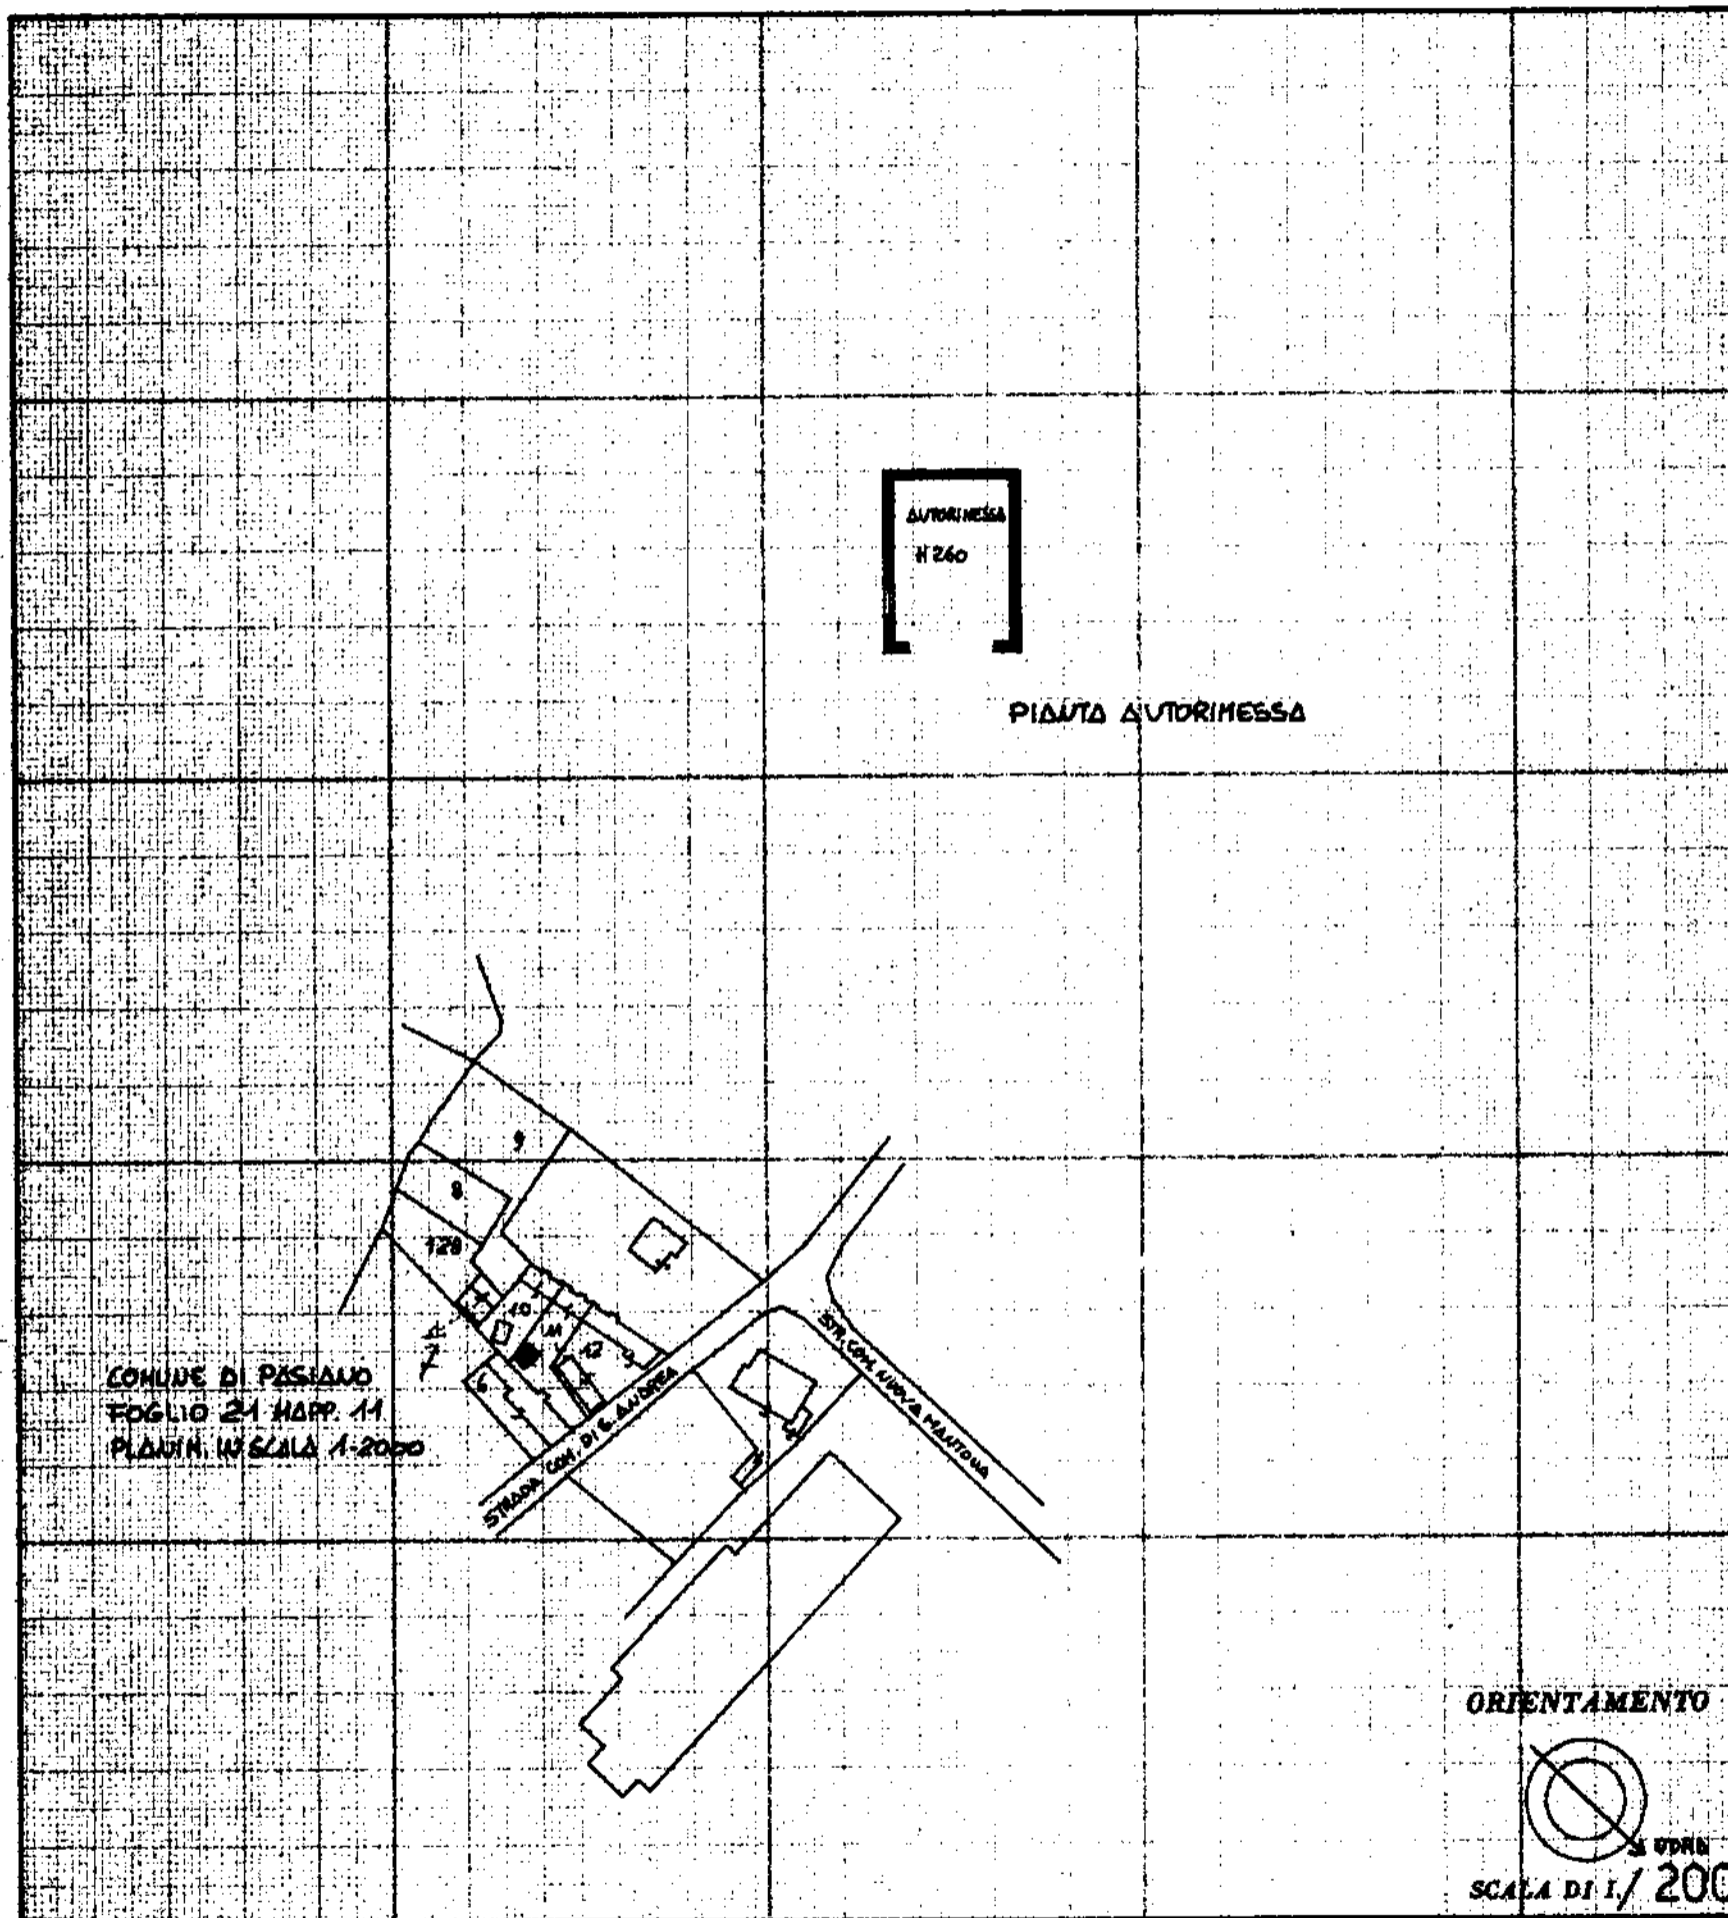 AUTORIMESSA
H 260
PIANTA AUTORIMESSA
9
8
128
10
11
12
6
COMUNE DI PASIANO
FOGLIO 21 MAPP. 11
PLANIM. IN SCALA 1-2000
STRADA COM. DI S. ANDREA
STR. COM. NUOVA MANTOVA
ORIENTAMENTO
SCALA DI 1/ 200